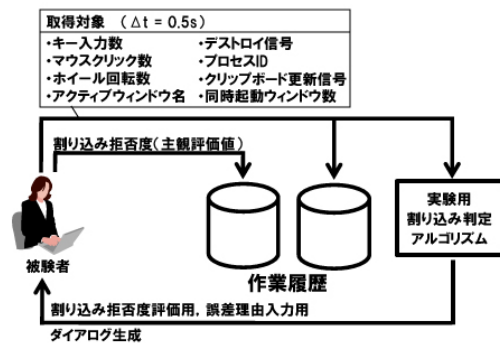 取得対象 （Δt = 0.5s）
・キー入力数
・マウスクリック数
・ホイール回転数
・アクティブウィンドウ名
・デストロイ信号
・プロセスID
・クリップボード更新信号
・同時起動ウィンドウ数
割り込み拒否度（主観評価値）
被験者
作業履歴
実験用
割り込み判定
アルゴリズム
割り込み拒否度評価用，誤差理由入力用
ダイアログ生成